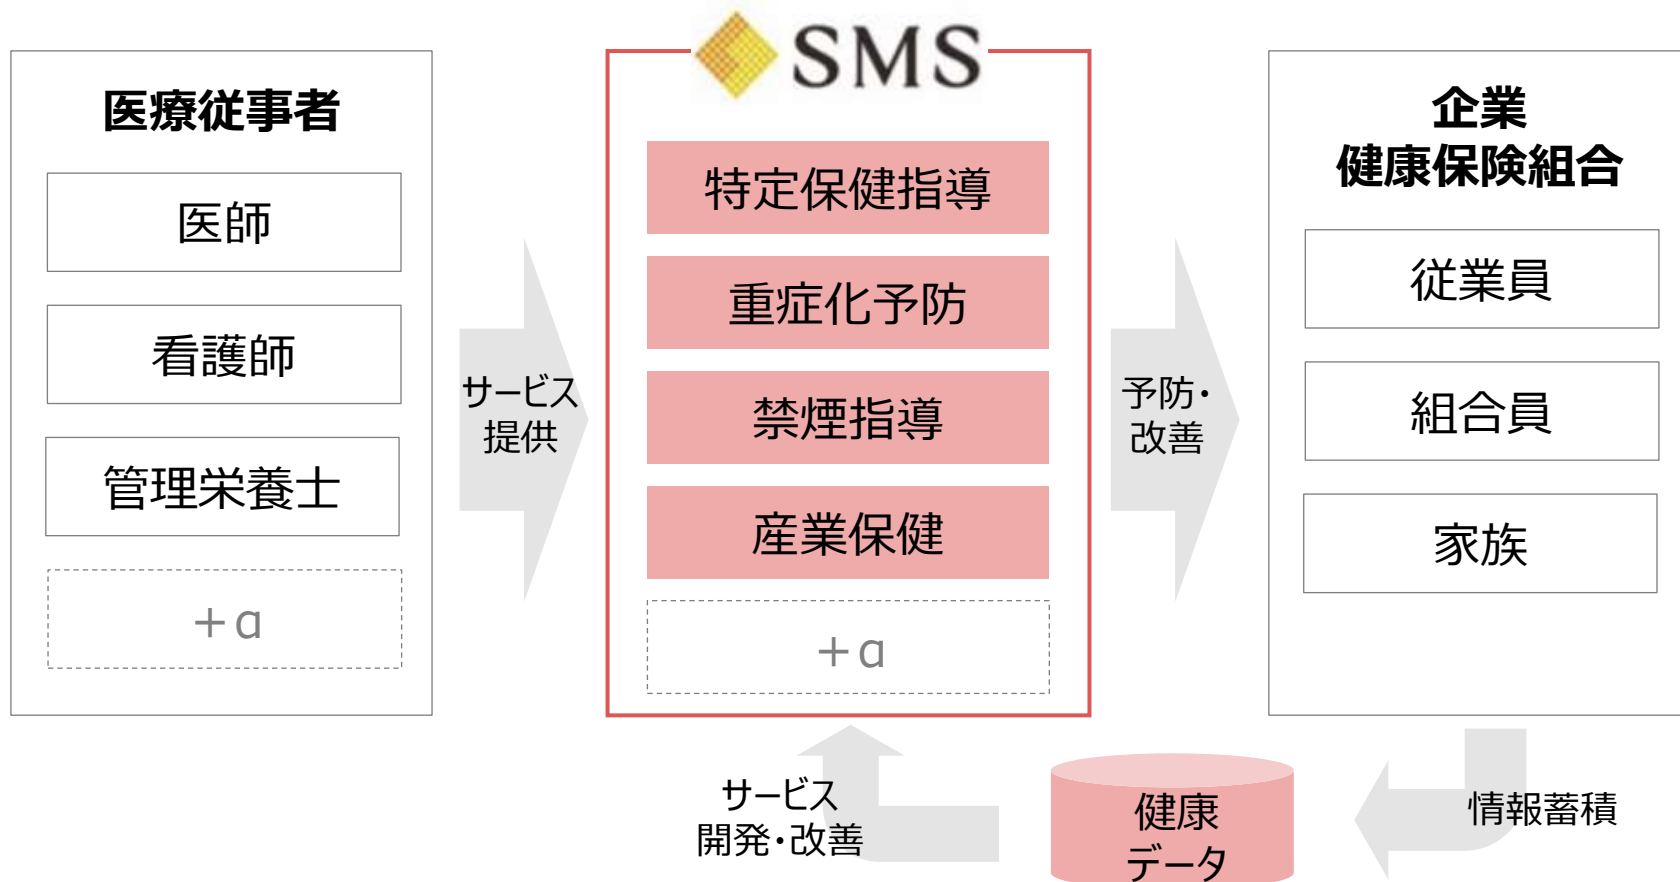 SMS
医療従事者
医師
看護師
管理栄養士
+α
サービス
提供
特定保健指導
重症化予防
禁煙指導
産業保健
+α
予防・
改善
企業
健康保険組合
従業員
組合員
家族
情報蓄積
健康
データ
サービス
開発・改善